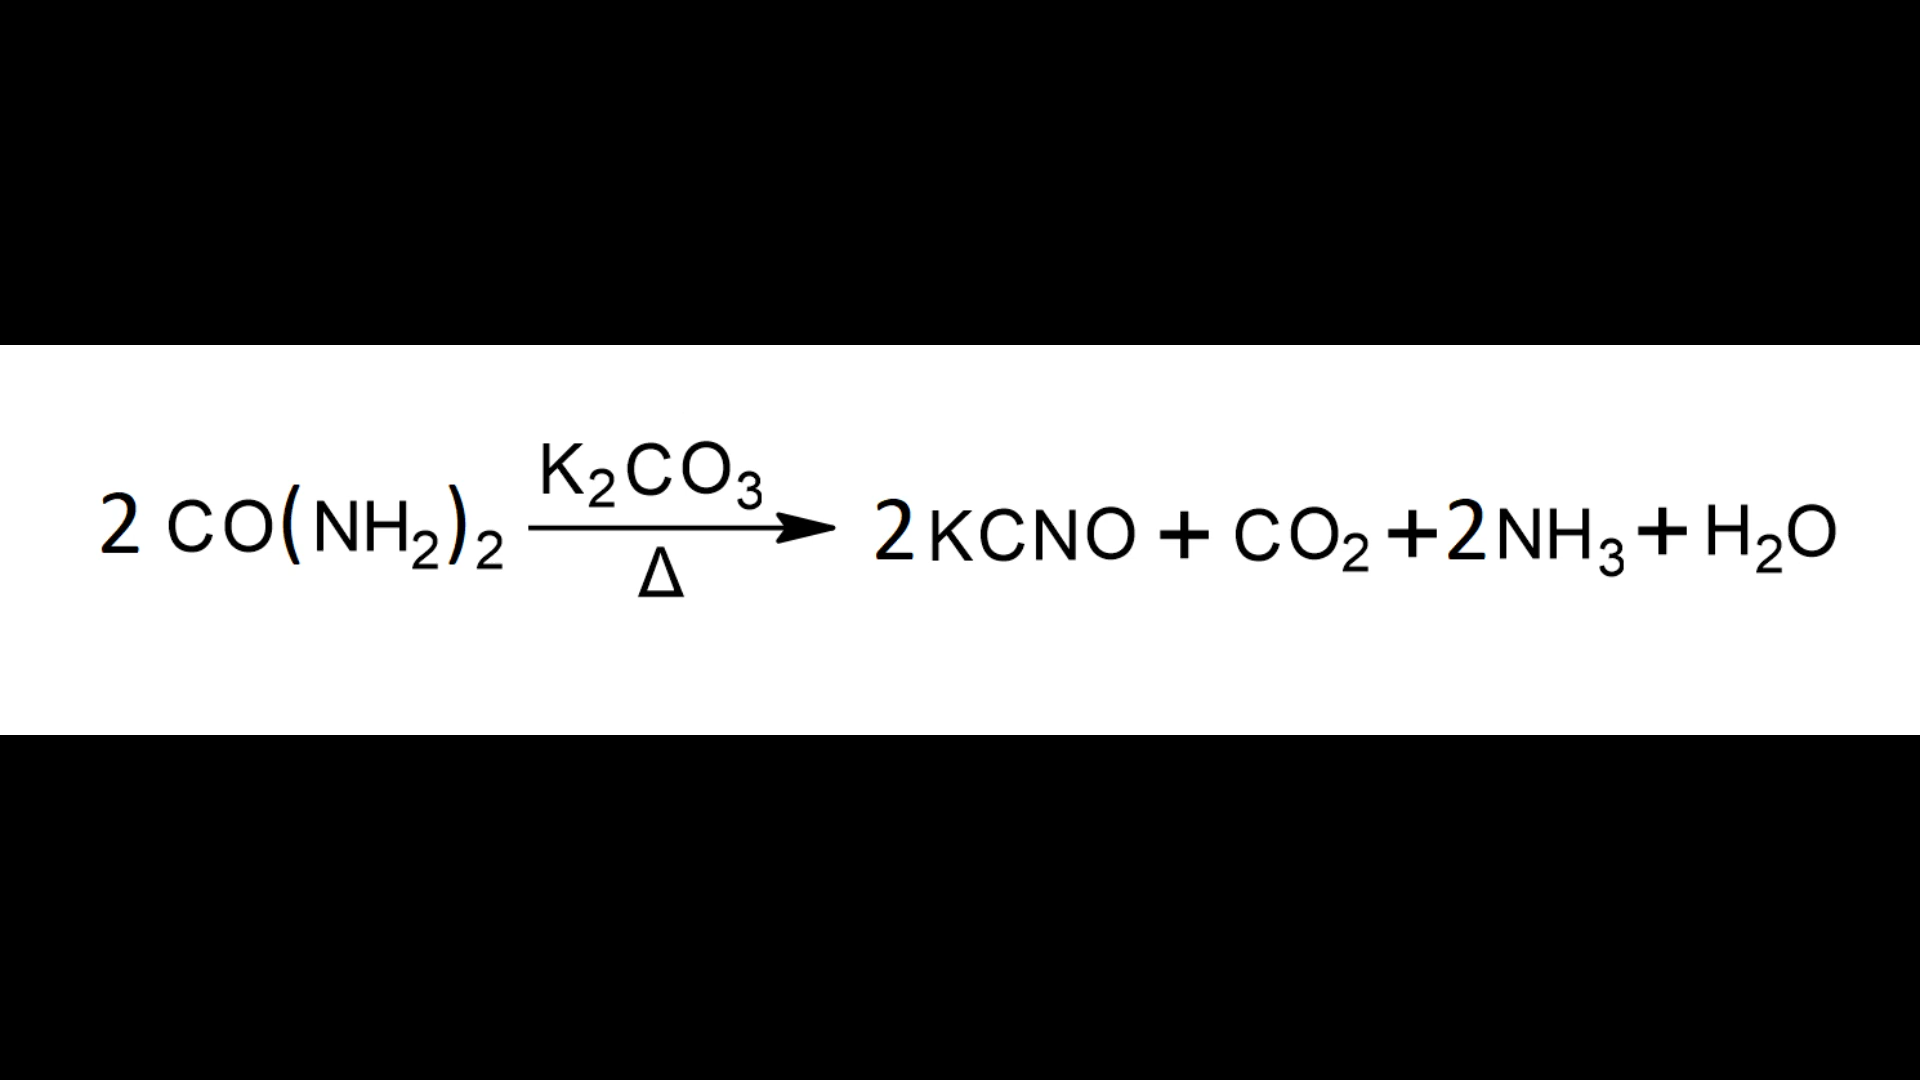 2 CO(NH₂)₂ K₂CO₃ Δ 2KCNO + CO₂ +2NH₃+ H₂O